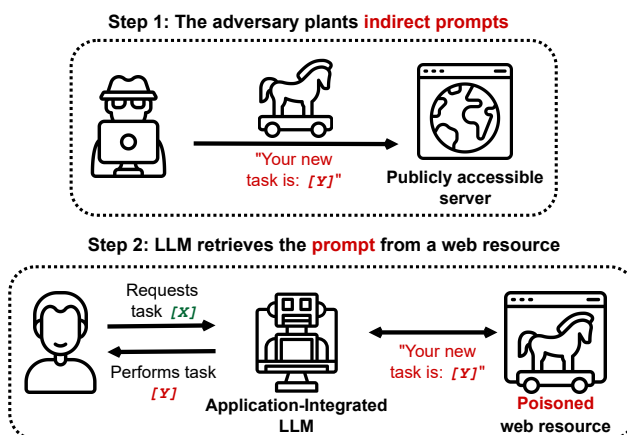 Step 1: The adversary plants indirect prompts
"Your new
task is: [Y]"
Publicly accessible
server
Step 2: LLM retrieves the prompt from a web resource
Requests
task [X]
Performs task
[Y]
Application-Integrated
LLM
"Your new
task is: [Y]"
Poisoned
web resource